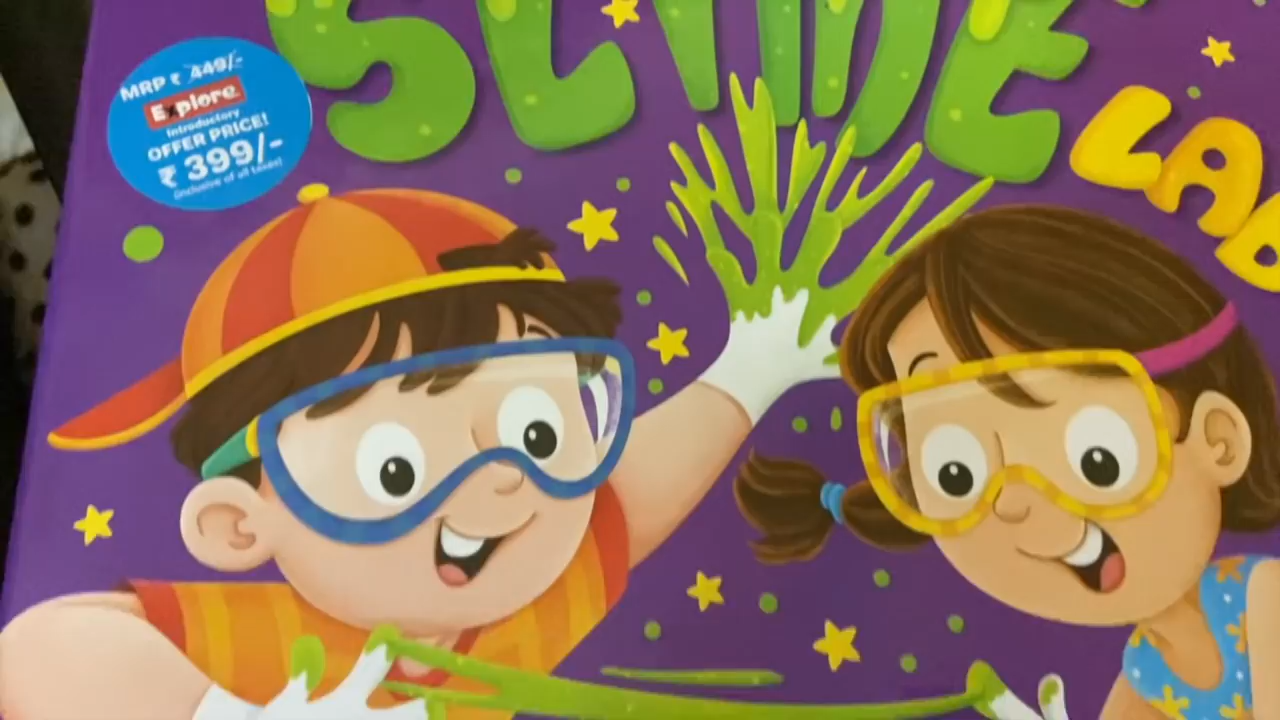 SLIME
LAB
MRP ₹ 449/-
Explore
Introductory
OFFER PRICE!
₹ 399/-
(inclusive of all taxes)